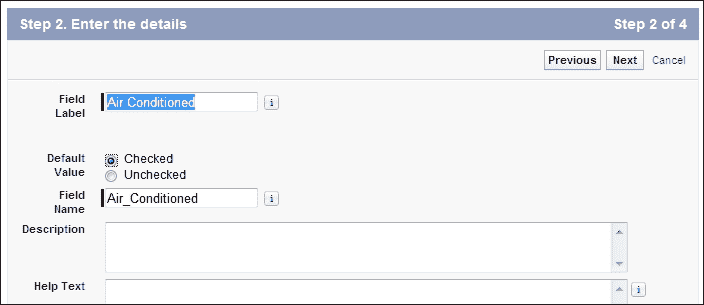 Step 2. Enter the details
Step 2 of 4
Previous
Next
Cancel
Field Label
Air Conditioned
i
Default Value
Checked
Unchecked
Field Name
Air_Conditioned
i
Description
Help Text
i